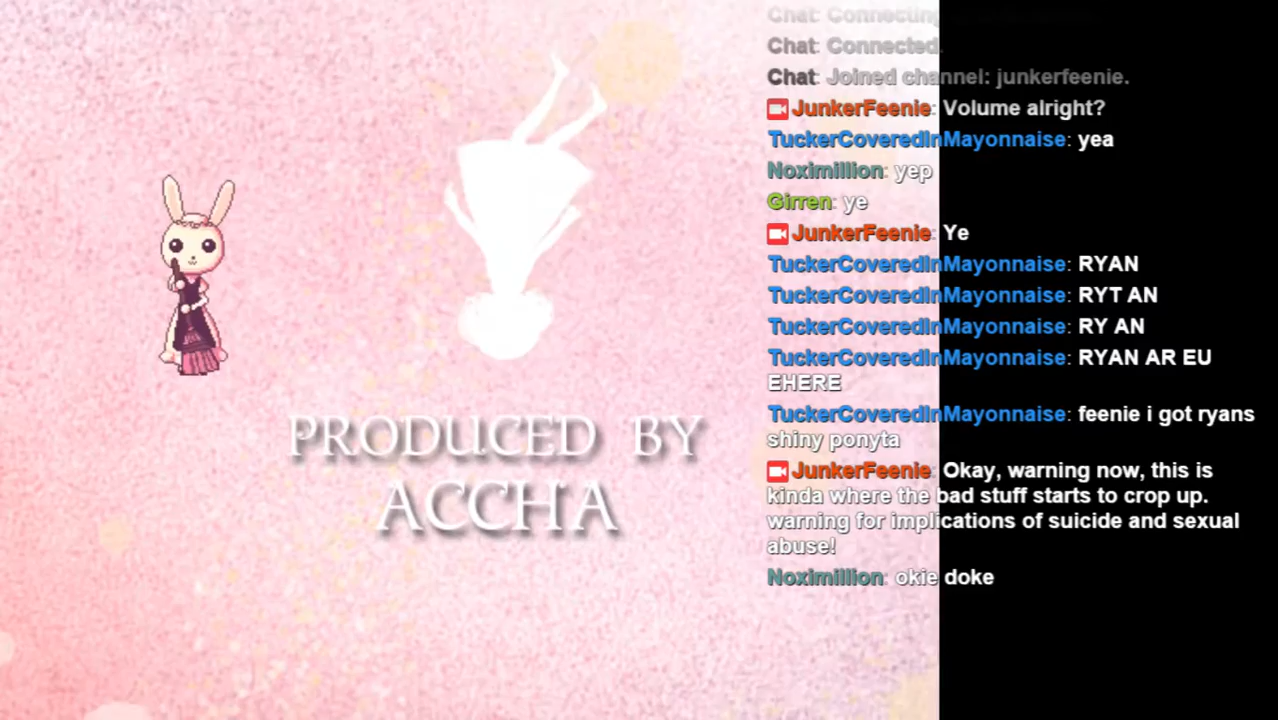 Chat: Connecting
Chat: Connected.
Chat: Joined channel: junkerfeenie.
JunkerFeenie: Volume alright?
TuckerCoveredInMayonnaise: yea
Noximillion: yep
Girren: ye
JunkerFeenie: Ye
TuckerCoveredInMayonnaise: RYAN
TuckerCoveredInMayonnaise: RYT AN
TuckerCoveredInMayonnaise: RY AN
TuckerCoveredInMayonnaise: RYAN AR EU
EHERE
TuckerCoveredInMayonnaise: feenie i got ryans
shiny ponyta
JunkerFeenie: Okay, warning now, this is
kinda where the bad stuff starts to crop up.
warning for implications of suicide and sexual
abuse!
Noximillion: okie doke
PRODUCED BY
ACCHA